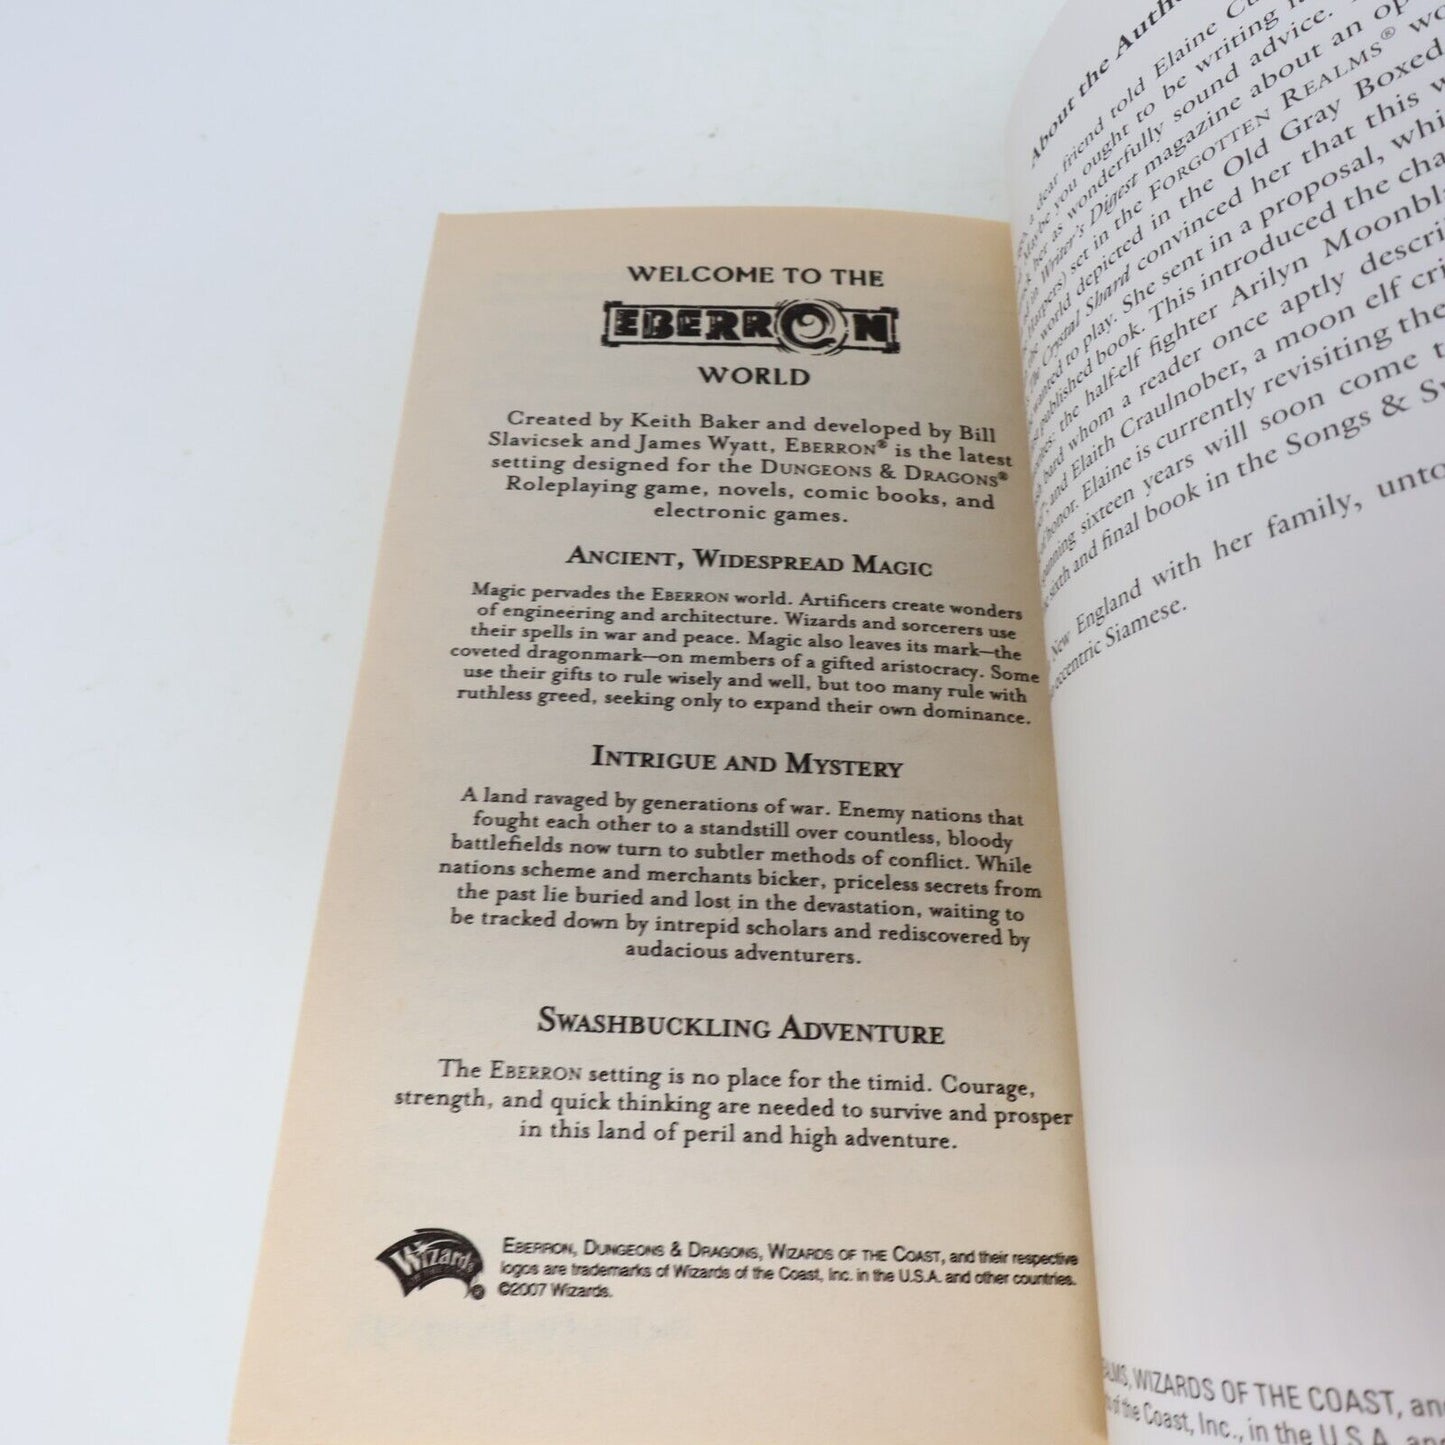 WELCOME TO THE
EBERRON
WORLD
Created by Keith Baker and developed by Bill
Slavicsek and James Wyatt, EBERRON® is the latest
setting designed for the DUNGEONS & DRAGONS®
Roleplaying game, novels, comic books, and
electronic games.
ANCIENT, WIDESPREAD MAGIC
Magic pervades the EBERRON world. Artificers create wonders
of engineering and architecture. Wizards and sorcerers use
their spells in war and peace. Magic also leaves its mark—the
coveted dragonmark—on members of a gifted aristocracy. Some
use their gifts to rule wisely and well, but too many rule with
ruthless greed, seeking only to expand their own dominance.
INTRIGUE AND MYSTERY
A land ravaged by generations of war. Enemy nations that
fought each other to a standstill over countless, bloody
battlefields now turn to subtler methods of conflict. While
nations scheme and merchants bicker, priceless secrets from
the past lie buried and lost in the devastation, waiting to
be tracked down by intrepid scholars and rediscovered by
audacious adventurers.
SWASHBUCKLING ADVENTURE
The EBERRON setting is no place for the timid. Courage,
strength, and quick thinking are needed to survive and prosper
in this land of peril and high adventure.
Wizards
EBERRON, DUNGEONS & DRAGONS, WIZARDS OF THE COAST, and their respective
logos are trademarks of Wizards of the Coast, Inc. in the U.S.A. and other countries.
©2007 Wizards.
About the
a dear friend told Elaine
Maybe you ought to be writing
her as wonderfully sound advice.
in Writer's Digest magazine about an
set in the FORGOTTEN REALMS®
the world depicted in the Old Gray Boxed
The Crystal Shard convinced her that this
wanted to play. She sent in a proposal,
published book. This introduced the
the half-elf fighter Arilyn
bard whom a reader once aptly
and Elaith Craulnober, a moon elf
of honor. Elaine is currently revisiting the
sixteen years will soon come
sixth and final book in the Songs &
New England with her family,
eccentric Siamese.
WIZARDS OF THE COAST,
of the Coast, Inc., in the U.S.A.